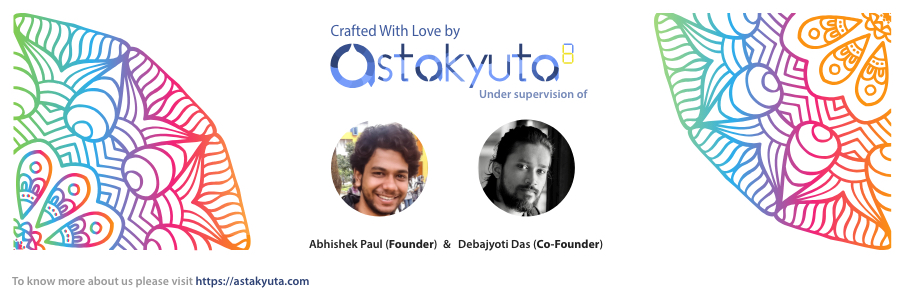 Crafted With Love by
astakyuta8
Under supervision of
Abhishek Paul (Founder) & Debajyoti Das (Co-Founder)
To know more about us please visit https://astakyuta.com